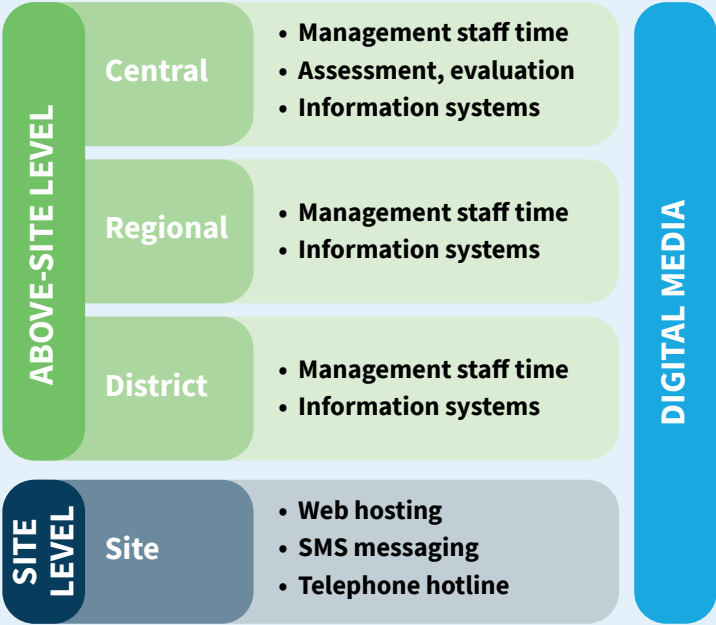 ABOVE-SITE LEVEL
Central
• Management staff time
• Assessment, evaluation
• Information systems
Regional
• Management staff time
• Information systems
District
• Management staff time
• Information systems
SITE
LEVEL
Site
• Web hosting
• SMS messaging
• Telephone hotline
DIGITAL MEDIA